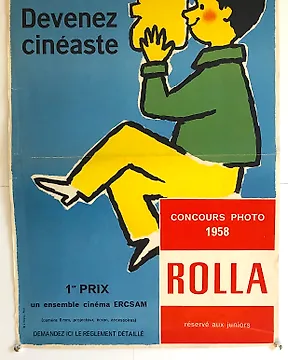 Devenez
cinéaste
CONCOURS PHOTO
1958
ROLLA
réservé aux juniors
1er PRIX
un ensemble cinéma ERCSAM
DEMANDEZ ICI LE RÈGLEMENT DÉTAILLÉ